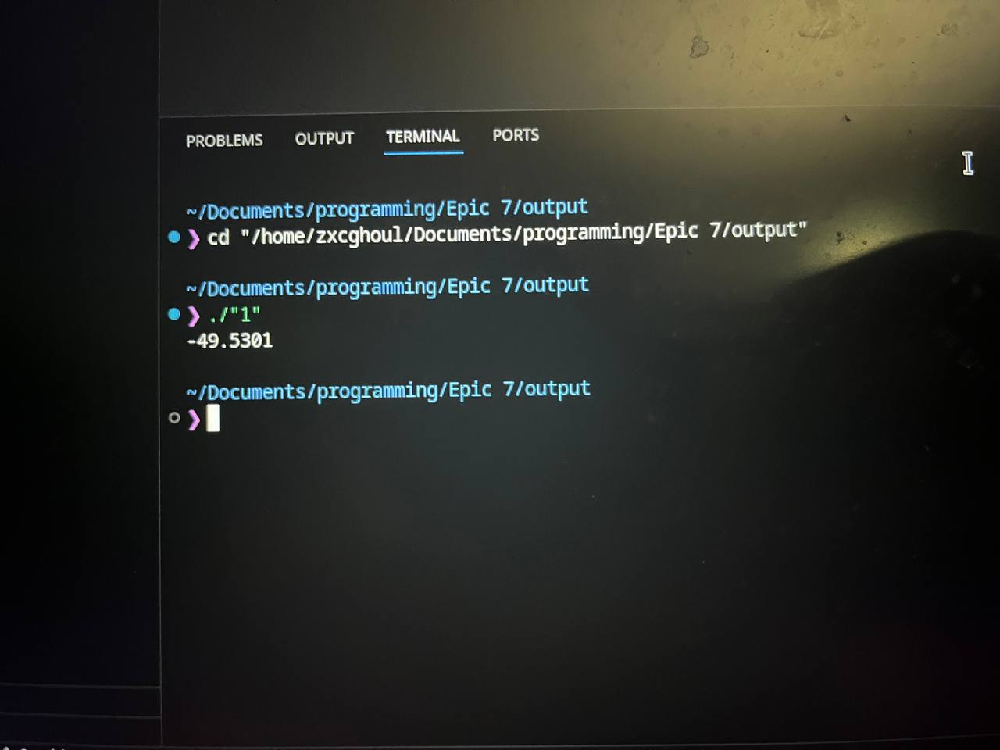 PROBLEMS OUTPUT TERMINAL PORTS
~/Documents/programming/Epic 7/output
❯ cd "/home/zxcghoul/Documents/programming/Epic 7/output"
~/Documents/programming/Epic 7/output
❯ ./"1"
-49.5301
~/Documents/programming/Epic 7/output
❯